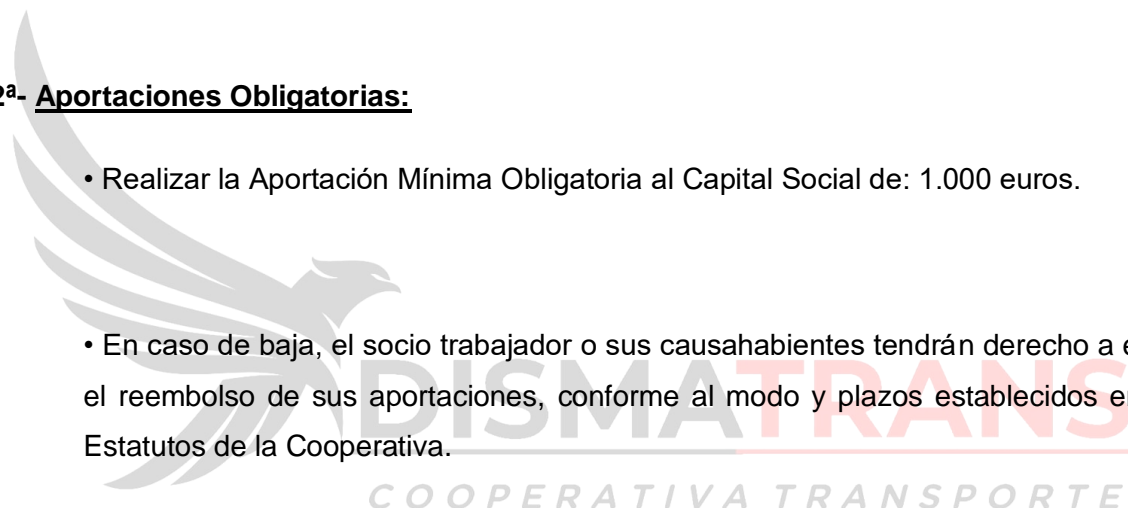 2ª- Aportaciones Obligatorias:
• Realizar la Aportación Mínima Obligatoria al Capital Social de: 1.000 euros.
• En caso de baja, el socio trabajador o sus causahabientes tendrán derecho a
el reembolso de sus aportaciones, conforme al modo y plazos establecidos
Estatutos de la Cooperativa.
DISMATRANS
COOPERATIVA TRANSPORTE